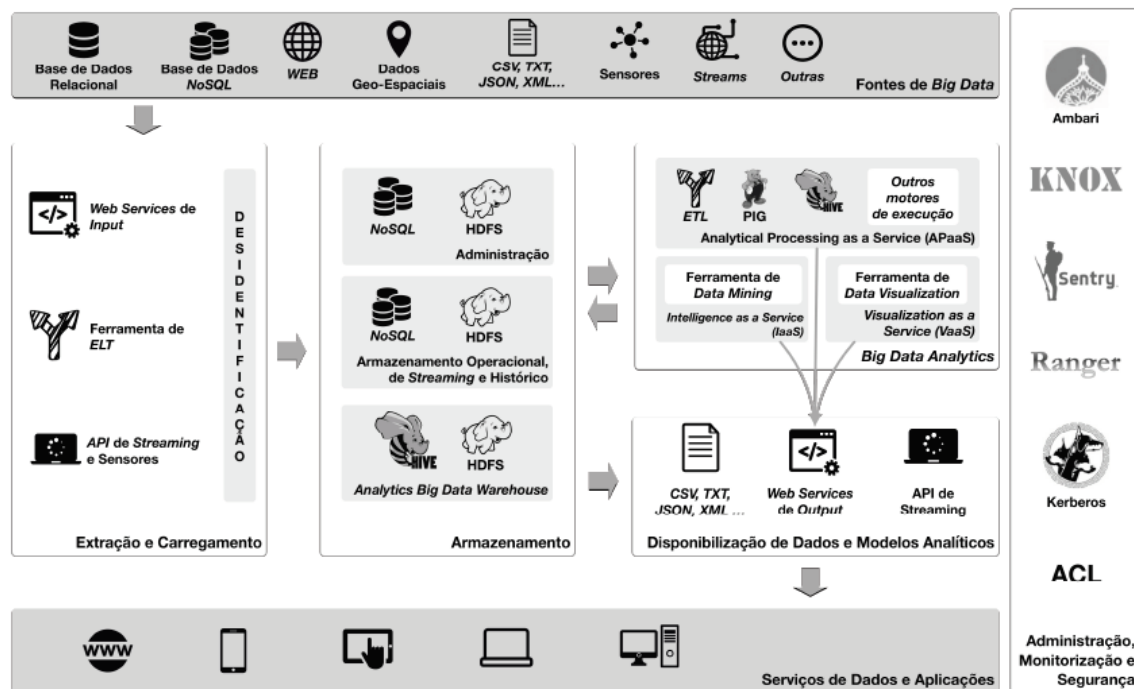 Base de Dados
Relacional
Base de Dados
NoSQL
WEB
Dados
Geo-Espaciais
CSV, TXT,
JSON, XML...
Sensores
Streams
Outras
Fontes de Big Data
Web Services de
Input
Ferramenta de
ELT
API de Streaming
e Sensores
DESIDENTIFICAÇÃO
Extração e Carregamento
NoSQL
HDFS
Administração
NoSQL
HDFS
Armazenamento Operacional,
de Streaming e Histórico
HIVE
HDFS
Analytics Big Data Warehouse
Armazenamento
ETL
PIG
HIVE
Outros
motores
de execução
Analytical Processing as a Service (APaaS)
Ferramenta de
Data Mining
Intelligence as a Service
(IaaS)
Ferramenta de
Data Visualization
Visualization as a
Service (VaaS)
Big Data Analytics
CSV, TXT,
JSON, XML ...
Web Services
de Output
API de
Streaming
Disponibilização de Dados e Modelos Analíticos
WWW
Serviços de Dados e Aplicações
Ambari
KNOX
Sentry
Ranger
Kerberos
ACL
Administração,
Monitorização e
Segurança